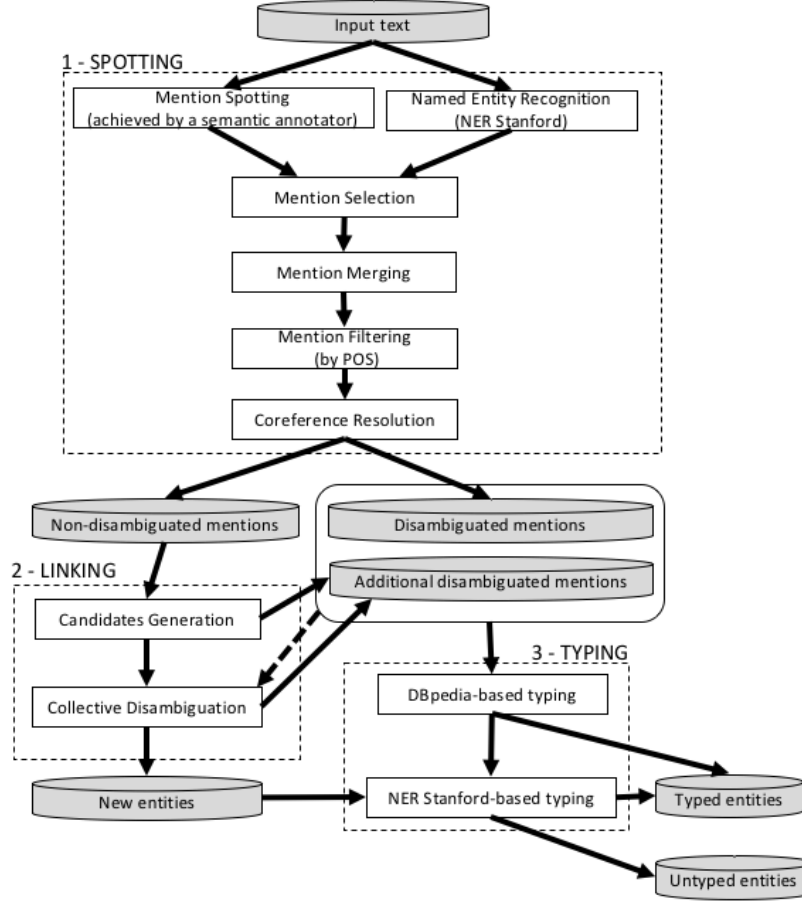 Input text
1 - SPOTTING
Mention Spotting
(achieved by a semantic annotator)
Named Entity Recognition
(NER Stanford)
Mention Selection
Mention Merging
Mention Filtering
(by POS)
Coreference Resolution
Non-disambiguated mentions
Disambiguated mentions
2 - LINKING
Additional disambiguated mentions
Candidates Generation
3 - TYPING
Collective Disambiguation
DBpedia-based typing
New entities
NER Stanford-based typing
Typed entities
Untyped entities